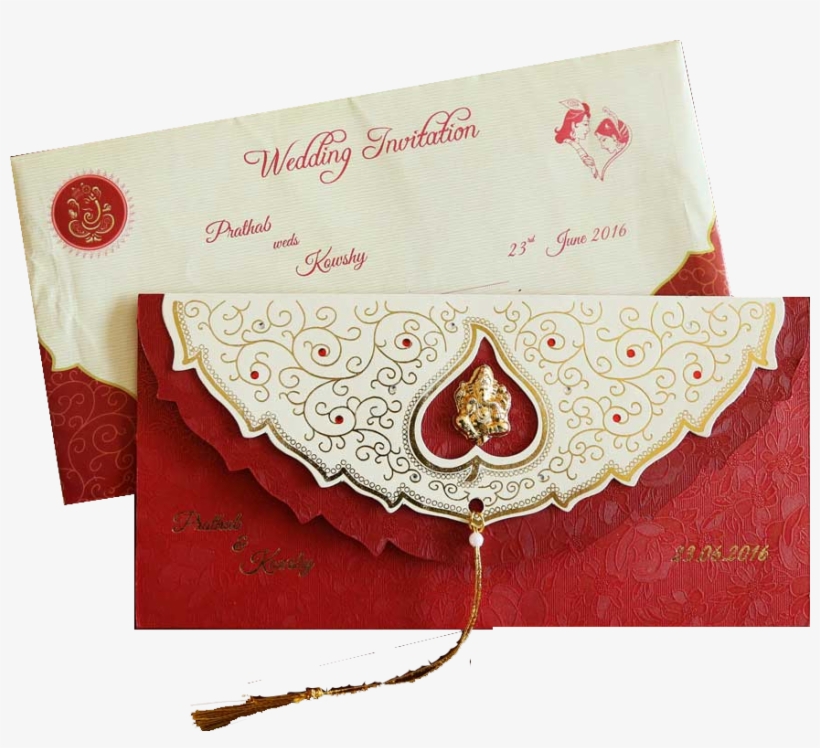 Wedding Invitation
Prathab
weds
Kowshy
23rd June 2016
Prathab
&
Kowshy
23.06.2016